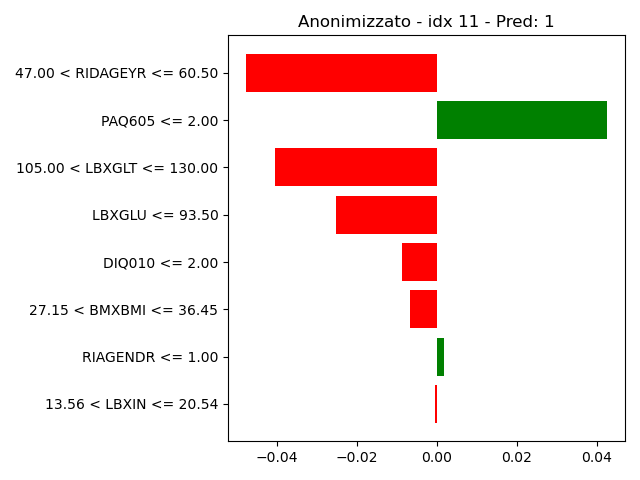 Anonimizzato - idx 11 - Pred: 1
47.00 < RIDAGEYR <= 60.50
PAQ605 <= 2.00
105.00 < LBXGLT <= 130.00
LBXGLU <= 93.50
DIQ010 <= 2.00
27.15 < BMXBMI <= 36.45
RIAGENDR <= 1.00
13.56 < LBXIN <= 20.54
−0.04 −0.02 0.00 0.02 0.04